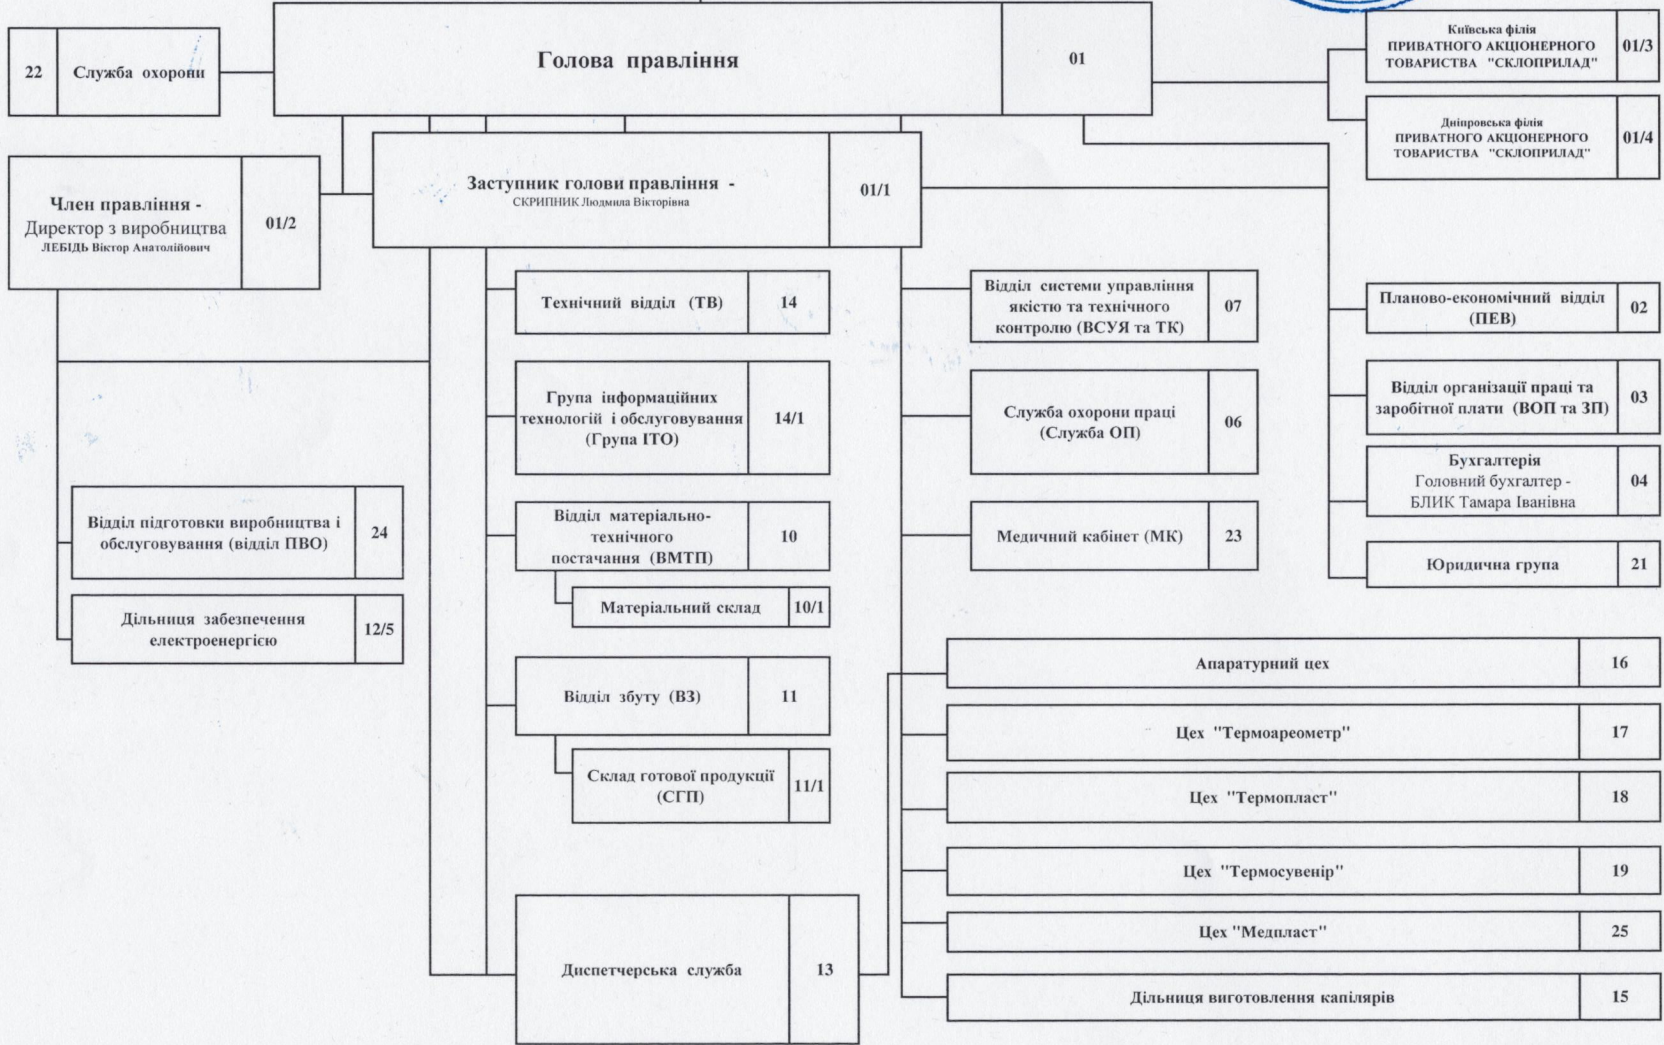 Голова правління
01
22
Служба охорони
Київська філія
ПРИВАТНОГО АКЦІОНЕРНОГО
ТОВАРИСТВА "СКЛОПРИЛАД"
01/3
Дніпровська філія
ПРИВАТНОГО АКЦІОНЕРНОГО
ТОВАРИСТВА "СКЛОПРИЛАД"
01/4
Член правління -
Директор з виробництва
ЛЕБІДЬ Віктор Анатолійович
01/2
Заступник голови правління -
СКРИПНИК Людмила Вікторівна
01/1
Технічний відділ (ТВ)
14
Група інформаційних
технологій і обслуговування
(Група ІТО)
14/1
Відділ матеріально-
технічного
постачання (ВМТП)
10
Матеріальний склад
10/1
Відділ збуту (ВЗ)
11
Склад готової продукції
(СГП)
11/1
Диспетчерська служба
13
Відділ підготовки виробництва і
обслуговування (відділ ПВО)
24
Дільниця забезпечення
електроенергією
12/5
Відділ системи управління
якістю та технічного
контролю (ВСУЯ та ТК)
07
Служба охорони праці
(Служба ОП)
06
Медичний кабінет (МК)
23
Планово-економічний відділ
(ПЕВ)
02
Відділ організації праці та
заробітної плати (ВОП та ЗП)
03
Бухгалтерія
Головний бухгалтер -
БЛИК Тамара Іванівна
04
Юридична група
21
Апаратурний цех
16
Цех "Термоареометр"
17
Цех "Термопласт"
18
Цех "Термосувенір"
19
Цех "Медпласт"
25
Дільниця виготовлення капілярів
15